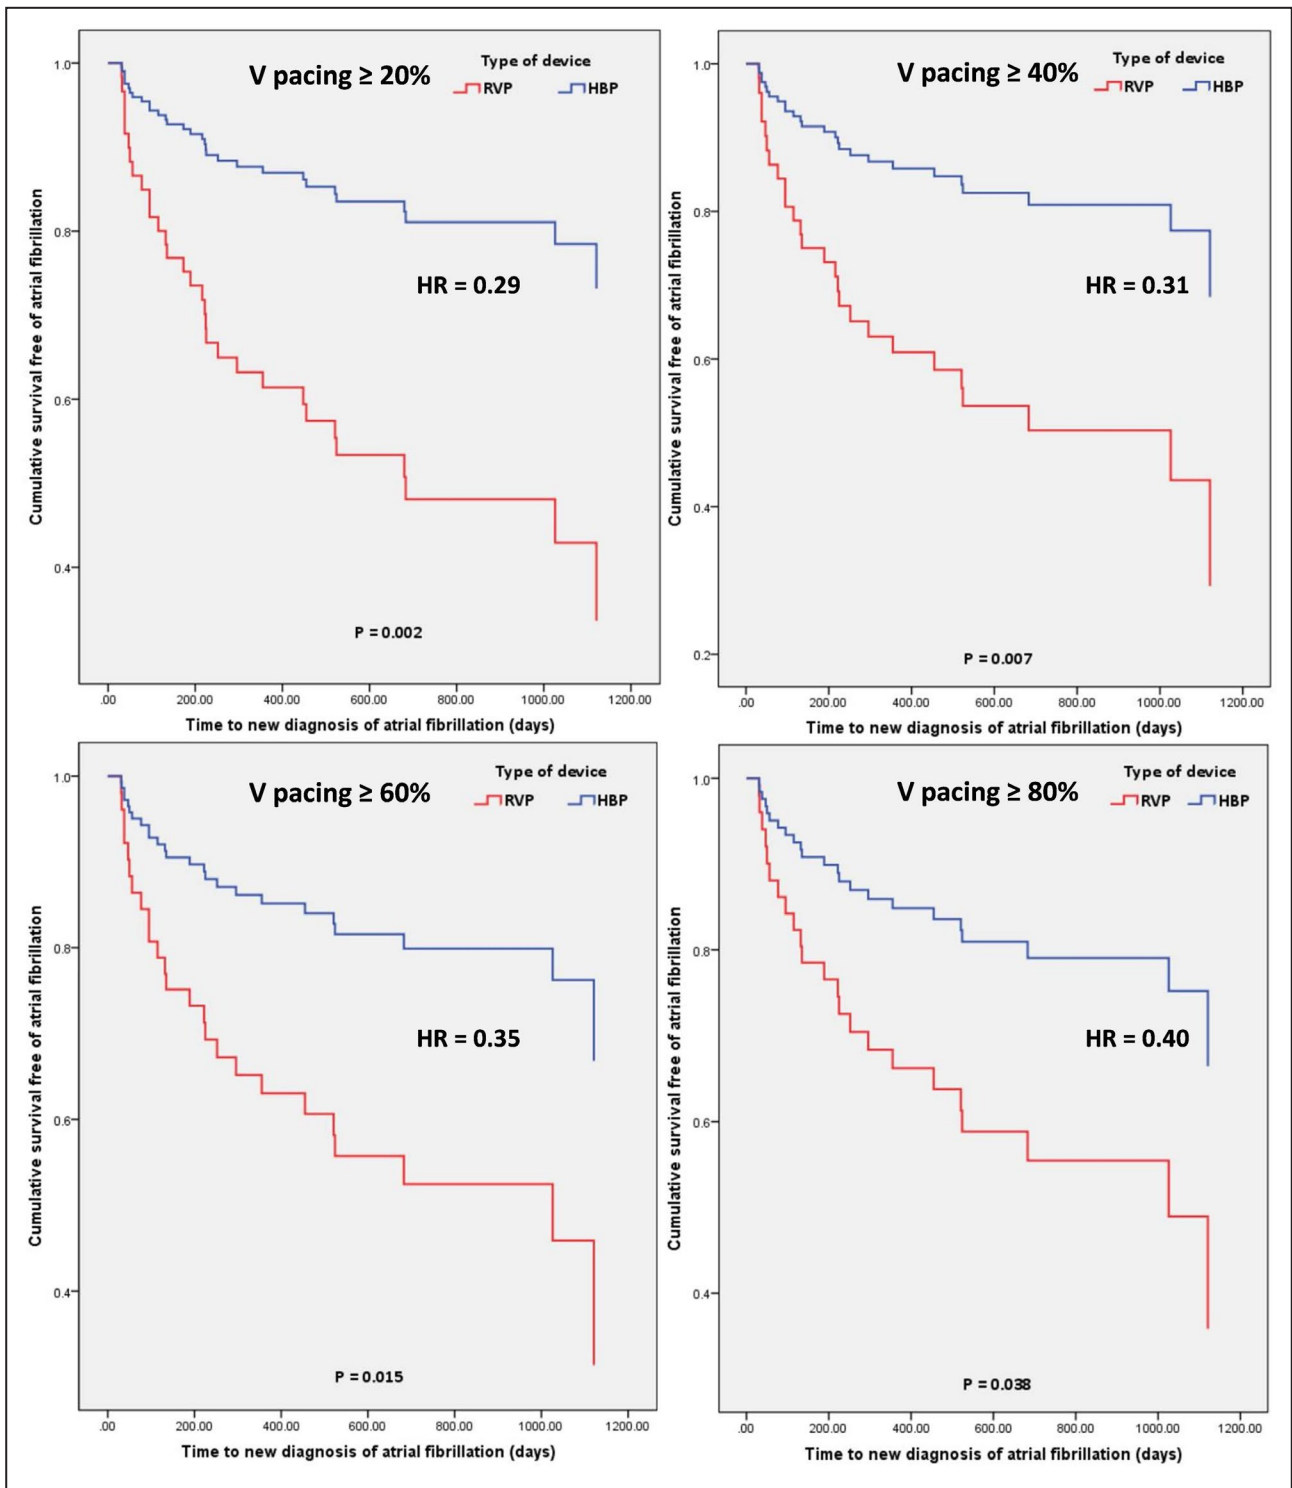 V pacing ≥ 20%
Type of device
RVP HBP
Cumulative survival free of atrial fibrillation
1.0
0.8
0.6
0.4
HR = 0.29
P = 0.002
.00 200.00 400.00 600.00 800.00 1000.00 1200.00
Time to new diagnosis of atrial fibrillation (days)
V pacing ≥ 40%
Type of device
RVP HBP
Cumulative survival free of atrial fibrillation
1.0
0.8
0.6
0.4
0.2
HR = 0.31
P = 0.007
.00 200.00 400.00 600.00 800.00 1000.00 1200.00
Time to new diagnosis of atrial fibrillation (days)
V pacing ≥ 60%
Type of device
RVP HBP
Cumulative survival free of atrial fibrillation
1.0
0.8
0.6
0.4
HR = 0.35
P = 0.015
.00 200.00 400.00 600.00 800.00 1000.00 1200.00
Time to new diagnosis of atrial fibrillation (days)
V pacing ≥ 80%
Type of device
RVP HBP
Cumulative survival free of atrial fibrillation
1.0
0.8
0.6
0.4
HR = 0.40
P = 0.038
.00 200.00 400.00 600.00 800.00 1000.00 1200.00
Time to new diagnosis of atrial fibrillation (days)